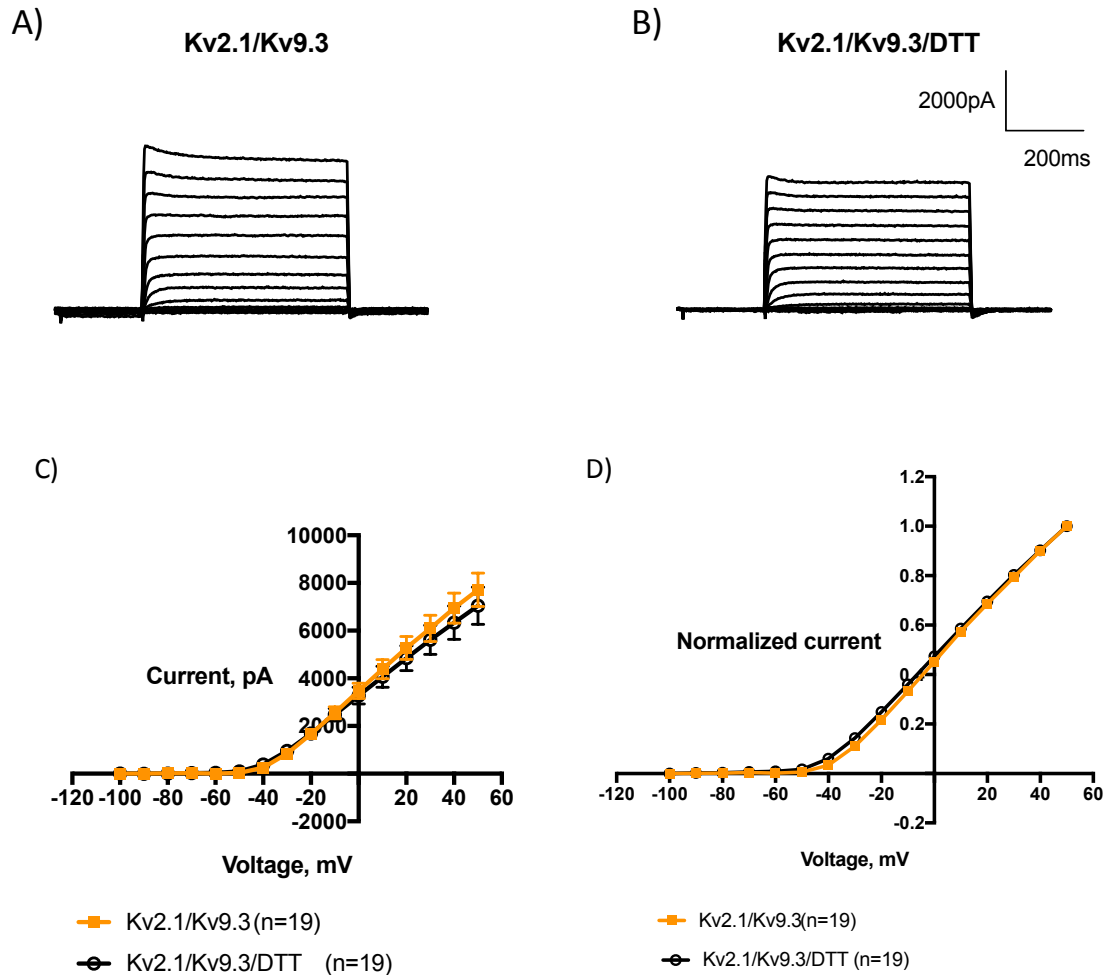 A)
Kv2.1/Kv9.3
B)
Kv2.1/Kv9.3/DTT
2000pA
200ms
C)
10000
8000
6000
4000
2000
-2000
Current, pA
-120 -100 -80 -60 -40 -20 20 40 60
Voltage, mV
Kv2.1/Kv9.3 (n=19)
Kv2.1/Kv9.3/DTT (n=19)
D)
1.2
1.0
0.8
0.6
0.4
0.2
-0.2
Normalized current
-120 -100 -80 -60 -40 -20 20 40 60
Voltage, mV
Kv2.1/Kv9.3(n=19)
Kv2.1/Kv9.3/DTT (n=19)